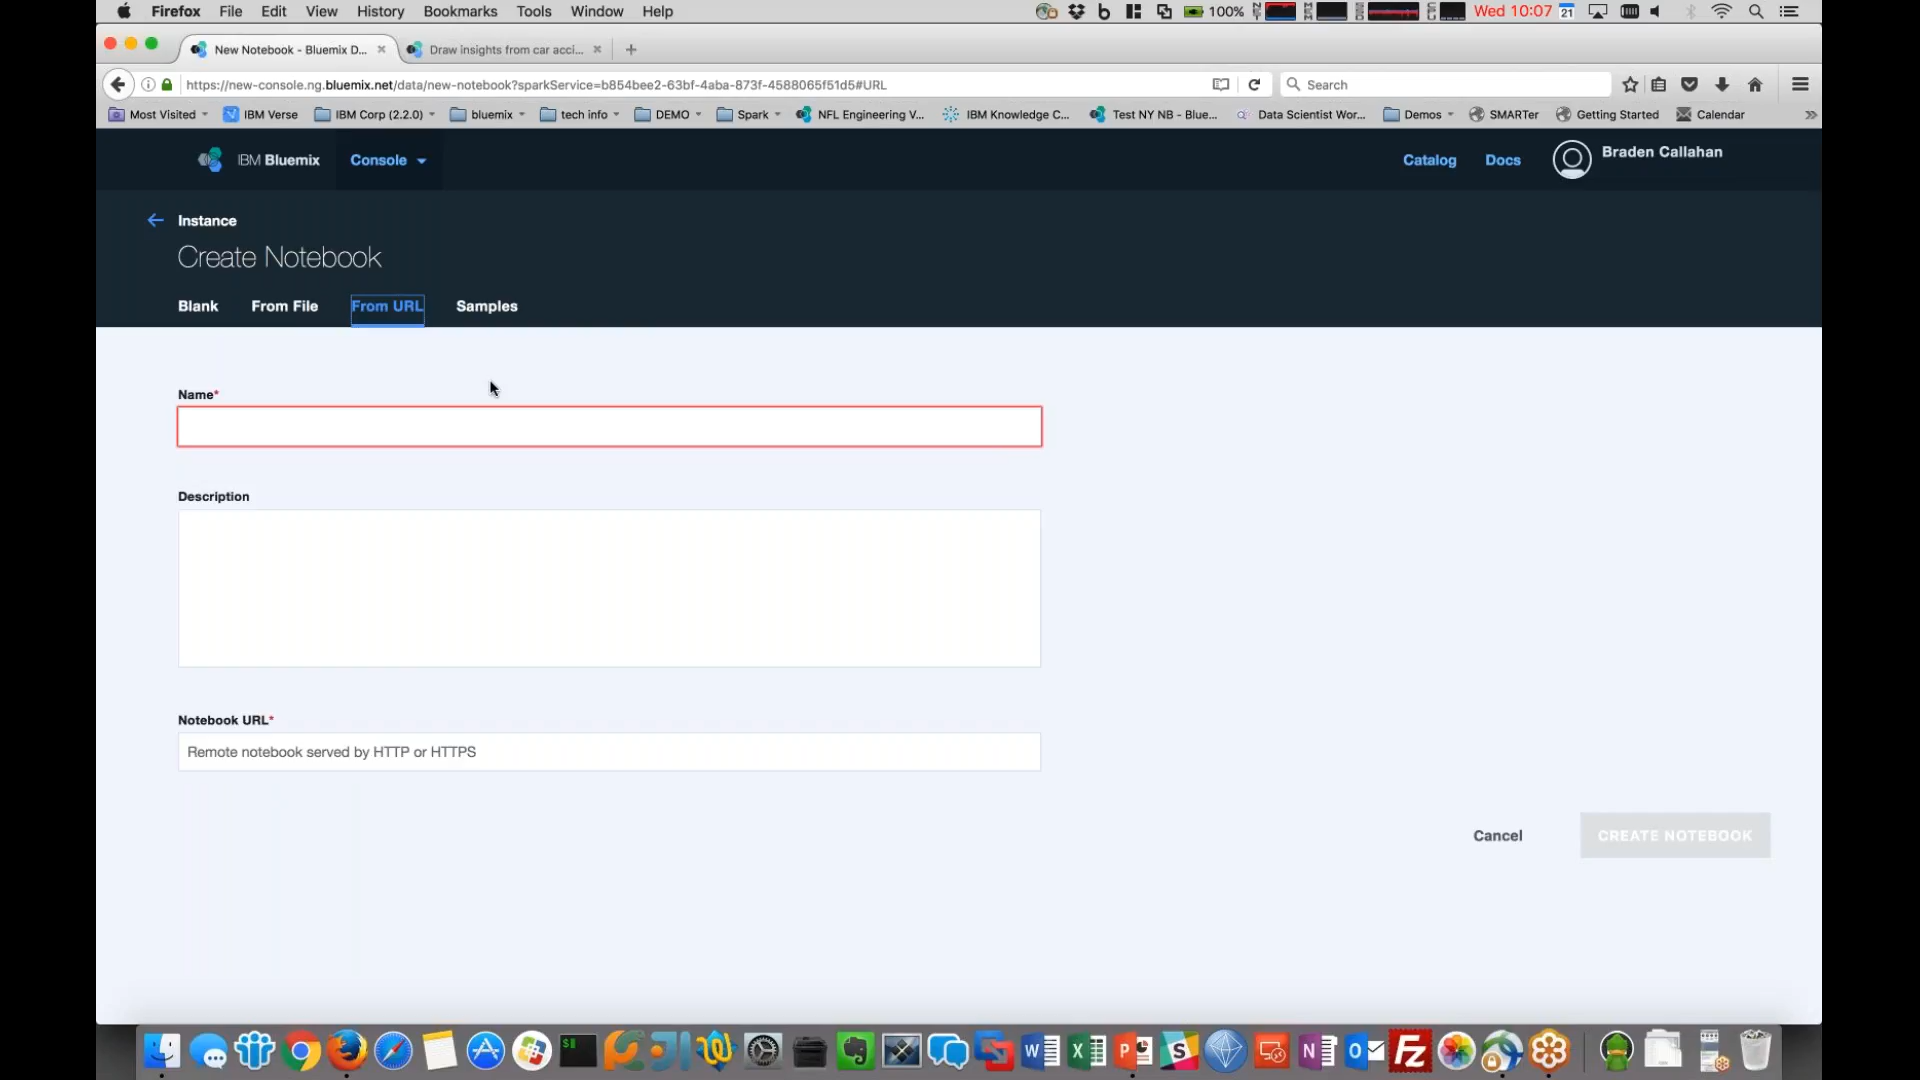 Firefox File Edit View History Bookmarks Tools Window Help 100% Wed 10:07 21
New Notebook - Bluemix D... Draw insights from car acci...
https://new-console.ng.bluemix.net/data/new-notebook?sparkService=b854bee2-63bf-4aba-873f-4588065f51d5#URL Search
Most Visited IBM Verse IBM Corp (2.2.0) bluemix tech info DEMO Spark NFL Engineering V... IBM Knowledge C... Test NY NB - Blue... Data Scientist Wor... Demos SMARTer Getting Started Calendar
IBM Bluemix Console Catalog Docs Braden Callahan
Instance
Create Notebook
Blank From File From URL Samples
Name*
Description
Notebook URL*
Remote notebook served by HTTP or HTTPS
Cancel CREATE NOTEBOOK